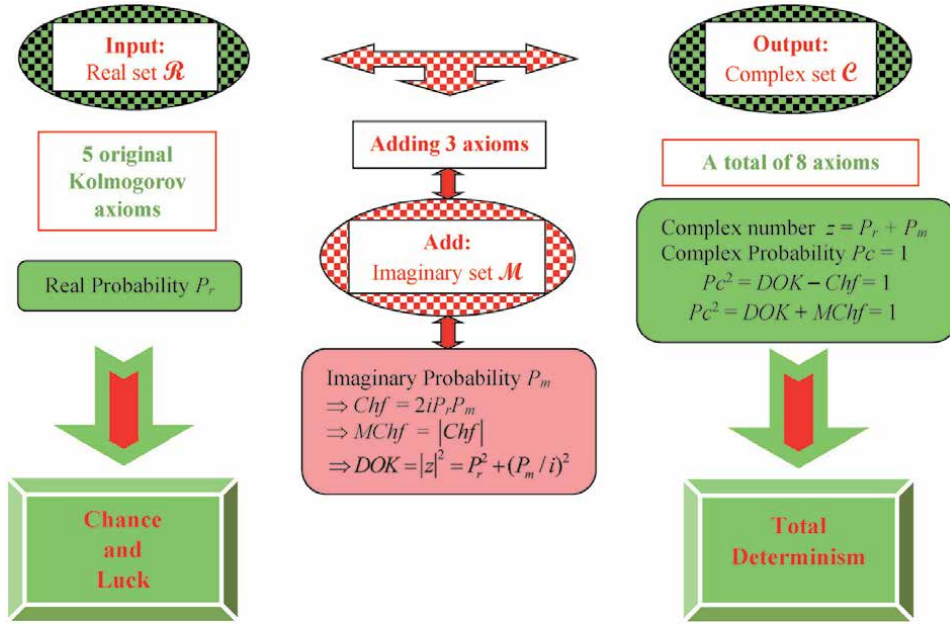 Input:
Real set 𝓡
5 original
Kolmogorov
axioms
Real Probability Pᵣ
Chance
and
Luck
Adding 3 axioms
Add:
Imaginary set 𝓜
Imaginary Probability Pₘ
⇒ Chf = 2iPᵣPₘ
⇒ MChf = |Chf|
⇒ DOK = |z|² = Pᵣ² + (Pₘ / i)²
Output:
Complex set 𝓒
A total of 8 axioms
Complex number z = Pᵣ + Pₘ
Complex Probability Pc = 1
Pc² = DOK − Chf = 1
Pc² = DOK + MChf = 1
Total
Determinism